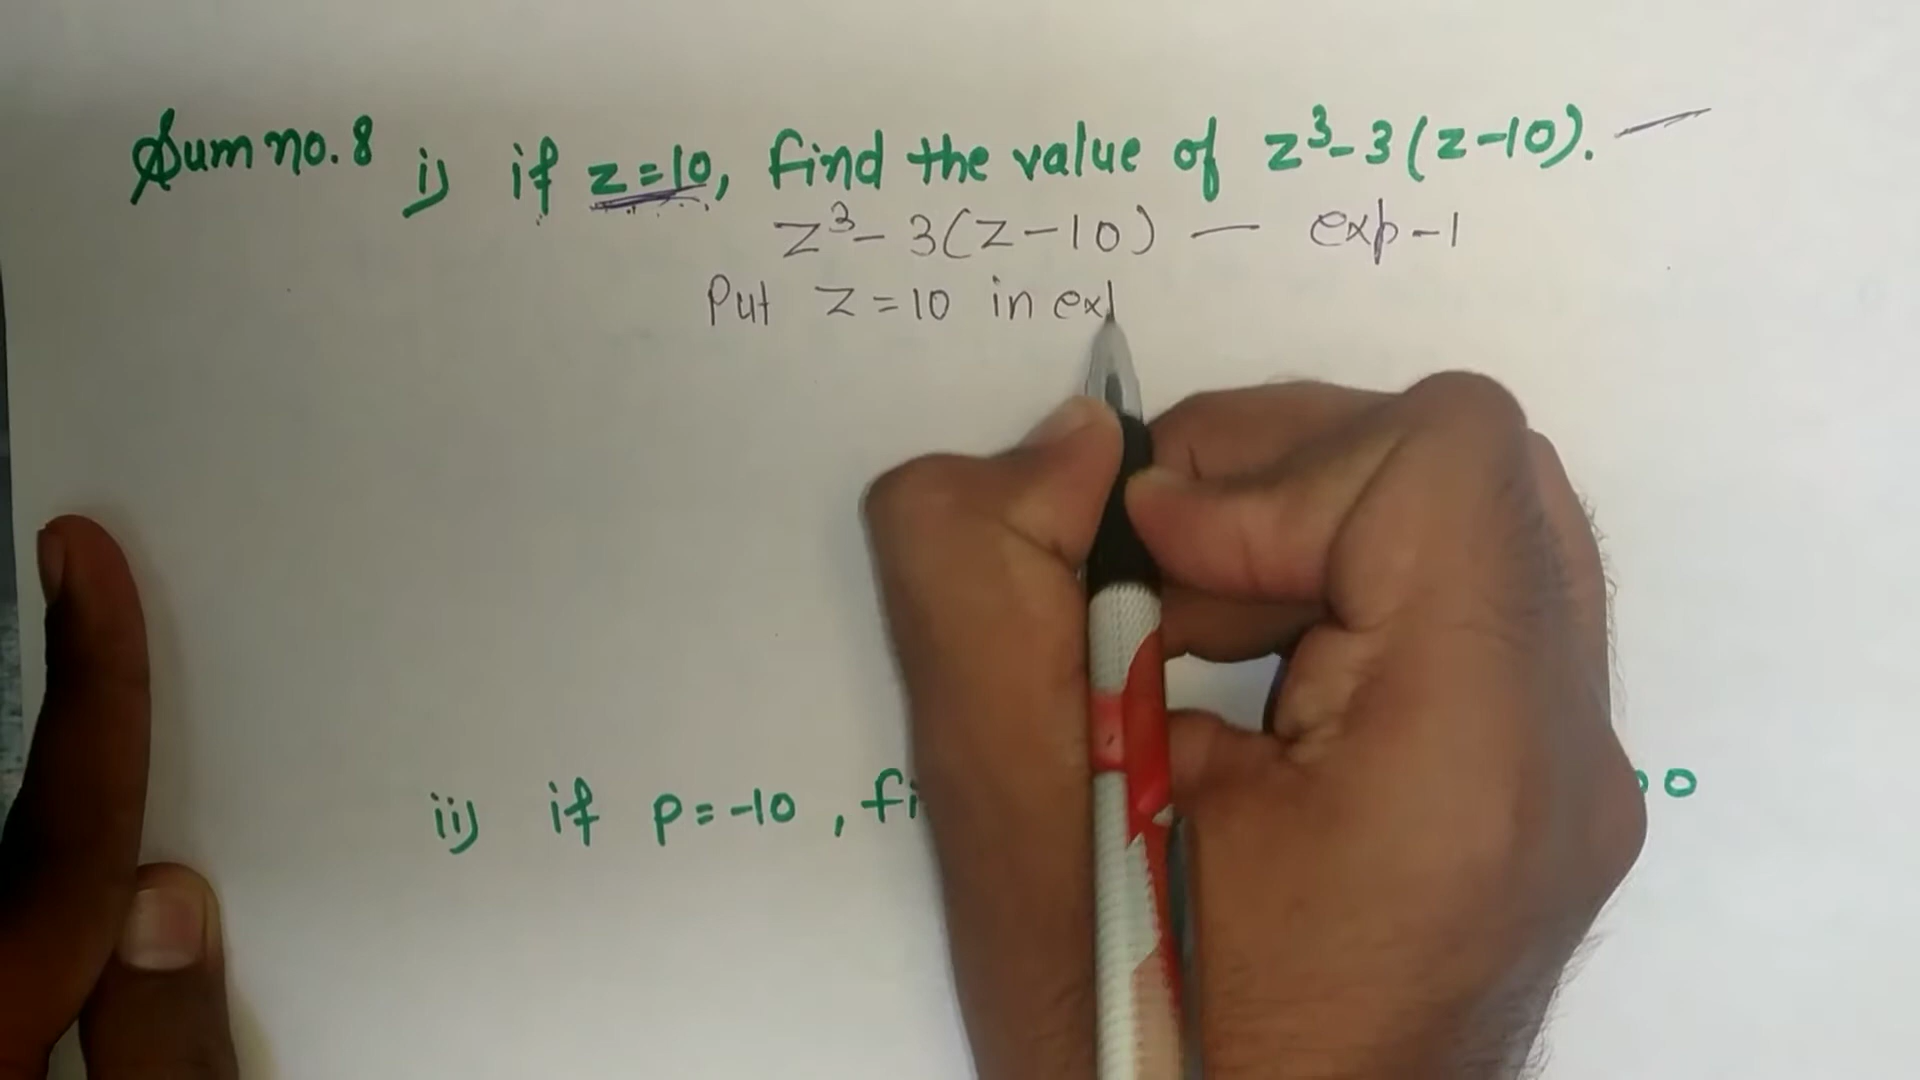 Sum no. 8 i) if z=10, find the value of z³-3(z-10).
z³-3(z-10) — exp-1
Put z=10 in ex
ii) if p=-10, fi